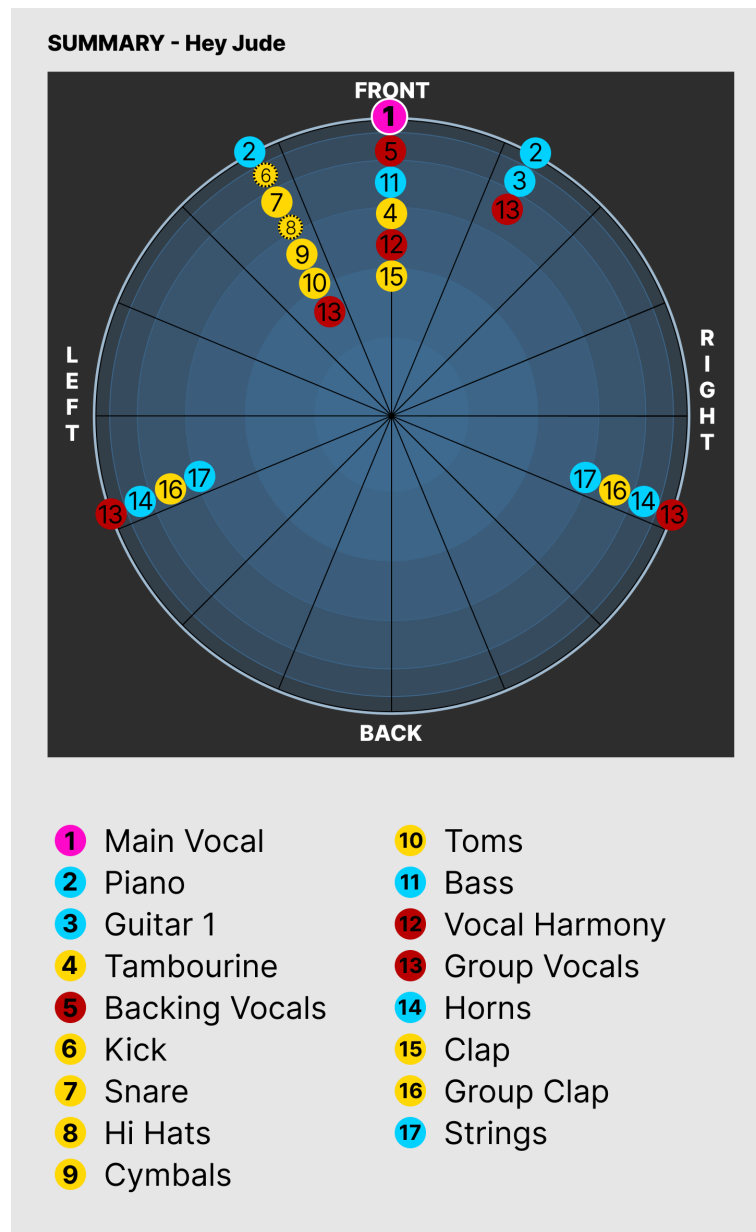 SUMMARY - Hey Jude
FRONT
1
2 5 2
6 11 3
7 4 13
8 12
9 15
10
13
LEFT
RIGHT
17 17
16 16
14 14
13 13
BACK
1 Main Vocal
2 Piano
3 Guitar 1
4 Tambourine
5 Backing Vocals
6 Kick
7 Snare
8 Hi Hats
9 Cymbals
10 Toms
11 Bass
12 Vocal Harmony
13 Group Vocals
14 Horns
15 Clap
16 Group Clap
17 Strings